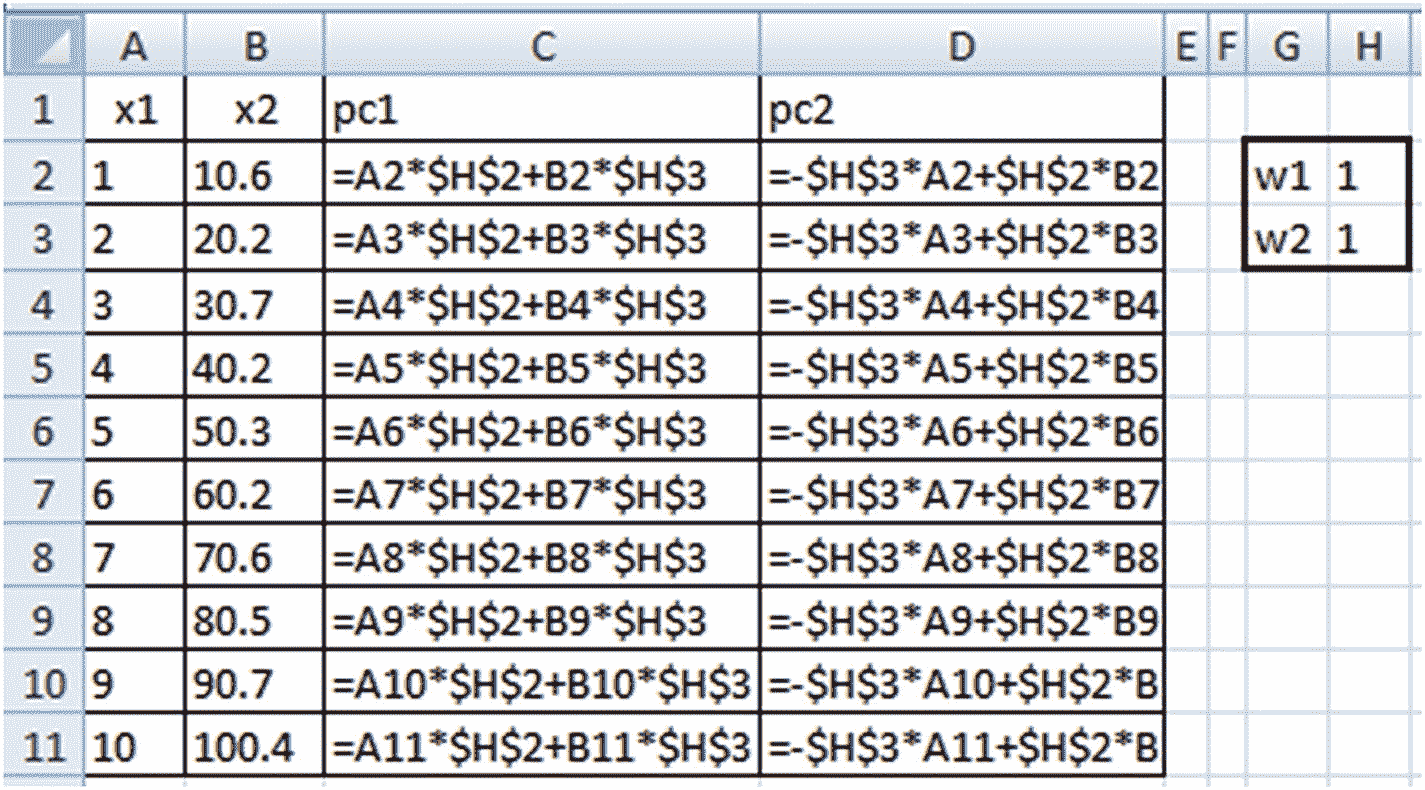 A B C D E F G H
1 x1 x2 pc1 pc2
2 1 10.6 =A2*$H$2+B2*$H$3 =-$H$3*A2+$H$2*B2 w1 1
3 2 20.2 =A3*$H$2+B3*$H$3 =-$H$3*A3+$H$2*B3 w2 1
4 3 30.7 =A4*$H$2+B4*$H$3 =-$H$3*A4+$H$2*B4
5 4 40.2 =A5*$H$2+B5*$H$3 =-$H$3*A5+$H$2*B5
6 5 50.3 =A6*$H$2+B6*$H$3 =-$H$3*A6+$H$2*B6
7 6 60.2 =A7*$H$2+B7*$H$3 =-$H$3*A7+$H$2*B7
8 7 70.6 =A8*$H$2+B8*$H$3 =-$H$3*A8+$H$2*B8
9 8 80.5 =A9*$H$2+B9*$H$3 =-$H$3*A9+$H$2*B9
10 9 90.7 =A10*$H$2+B10*$H$3 =-$H$3*A10+$H$2*B
11 10 100.4 =A11*$H$2+B11*$H$3 =-$H$3*A11+$H$2*B